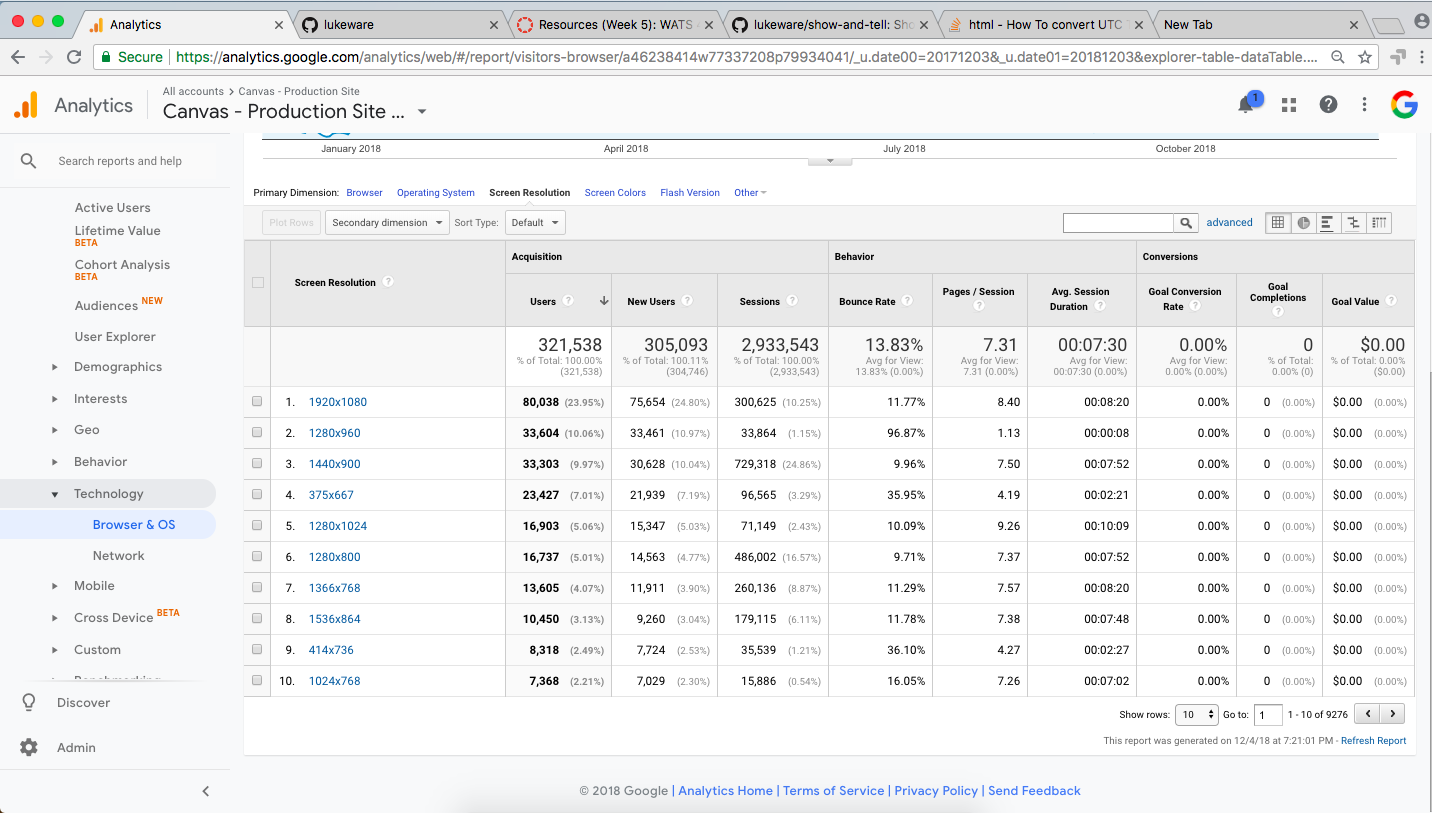 Analytics
lukeware
Resources (Week 5): WATS
lukeware/show-and-tell: Sho
html - How To convert UTC T
New Tab
Secure https://analytics.google.com/analytics/web/#/report/visitors-browser/a46238414w77337208p79934041/_u.date00=20171203&_u.date01=20181203&explorer-table-dataTable....
Analytics
All accounts > Canvas - Production Site
Canvas - Production Site ...
1
Search reports and help
Active Users
Lifetime Value
BETA
Cohort Analysis
BETA
Audiences NEW
User Explorer
Demographics
Interests
Geo
Behavior
Technology
Browser & OS
Network
Mobile
Cross Device BETA
Custom
Discover
Admin
January 2018 April 2018 July 2018 October 2018
Primary Dimension: Browser Operating System Screen Resolution Screen Colors Flash Version Other
Plot Rows Secondary dimension Sort Type: Default advanced
Acquisition Behavior Conversions
Screen Resolution ? Users ? New Users ? Sessions ? Bounce Rate ? Pages / Session ? Avg. Session Duration ? Goal Conversion Rate ? Goal Completions ? Goal Value ?
321,538 305,093 2,933,543 13.83% 7.31 00:07:30 0.00% 0 $0.00
% of Total: 100.00% % of Total: 100.11% % of Total: 100.00% Avg for View: Avg for View: Avg for View: Avg for View: % of Total: % of Total: 0.00%
(321,538) (304,746) (2,933,543) 13.83% (0.00%) 7.31 (0.00%) 00:07:30 (0.00%) 0.00% (0.00%) 0.00% (0) ($0.00)
1. 1920x1080 80,038 (23.95%) 75,654 (24.80%) 300,625 (10.25%) 11.77% 8.40 00:08:20 0.00% 0 (0.00%) $0.00 (0.00%)
2. 1280x960 33,604 (10.06%) 33,461 (10.97%) 33,864 (1.15%) 96.87% 1.13 00:00:08 0.00% 0 (0.00%) $0.00 (0.00%)
3. 1440x900 33,303 (9.97%) 30,628 (10.04%) 729,318 (24.86%) 9.96% 7.50 00:07:52 0.00% 0 (0.00%) $0.00 (0.00%)
4. 375x667 23,427 (7.01%) 21,939 (7.19%) 96,565 (3.29%) 35.95% 4.19 00:02:21 0.00% 0 (0.00%) $0.00 (0.00%)
5. 1280x1024 16,903 (5.06%) 15,347 (5.03%) 71,149 (2.43%) 10.09% 9.26 00:10:09 0.00% 0 (0.00%) $0.00 (0.00%)
6. 1280x800 16,737 (5.01%) 14,563 (4.77%) 486,002 (16.57%) 9.71% 7.37 00:07:52 0.00% 0 (0.00%) $0.00 (0.00%)
7. 1366x768 13,605 (4.07%) 11,911 (3.90%) 260,136 (8.87%) 11.29% 7.57 00:08:20 0.00% 0 (0.00%) $0.00 (0.00%)
8. 1536x864 10,450 (3.13%) 9,260 (3.04%) 179,115 (6.11%) 11.78% 7.38 00:07:48 0.00% 0 (0.00%) $0.00 (0.00%)
9. 414x736 8,318 (2.49%) 7,724 (2.53%) 35,539 (1.21%) 36.10% 4.27 00:02:27 0.00% 0 (0.00%) $0.00 (0.00%)
10. 1024x768 7,368 (2.21%) 7,029 (2.30%) 15,886 (0.54%) 16.05% 7.26 00:07:02 0.00% 0 (0.00%) $0.00 (0.00%)
Show rows: 10 Go to: 1 1 - 10 of 9276
This report was generated on 12/4/18 at 7:21:01 PM - Refresh Report
© 2018 Google | Analytics Home | Terms of Service | Privacy Policy | Send Feedback